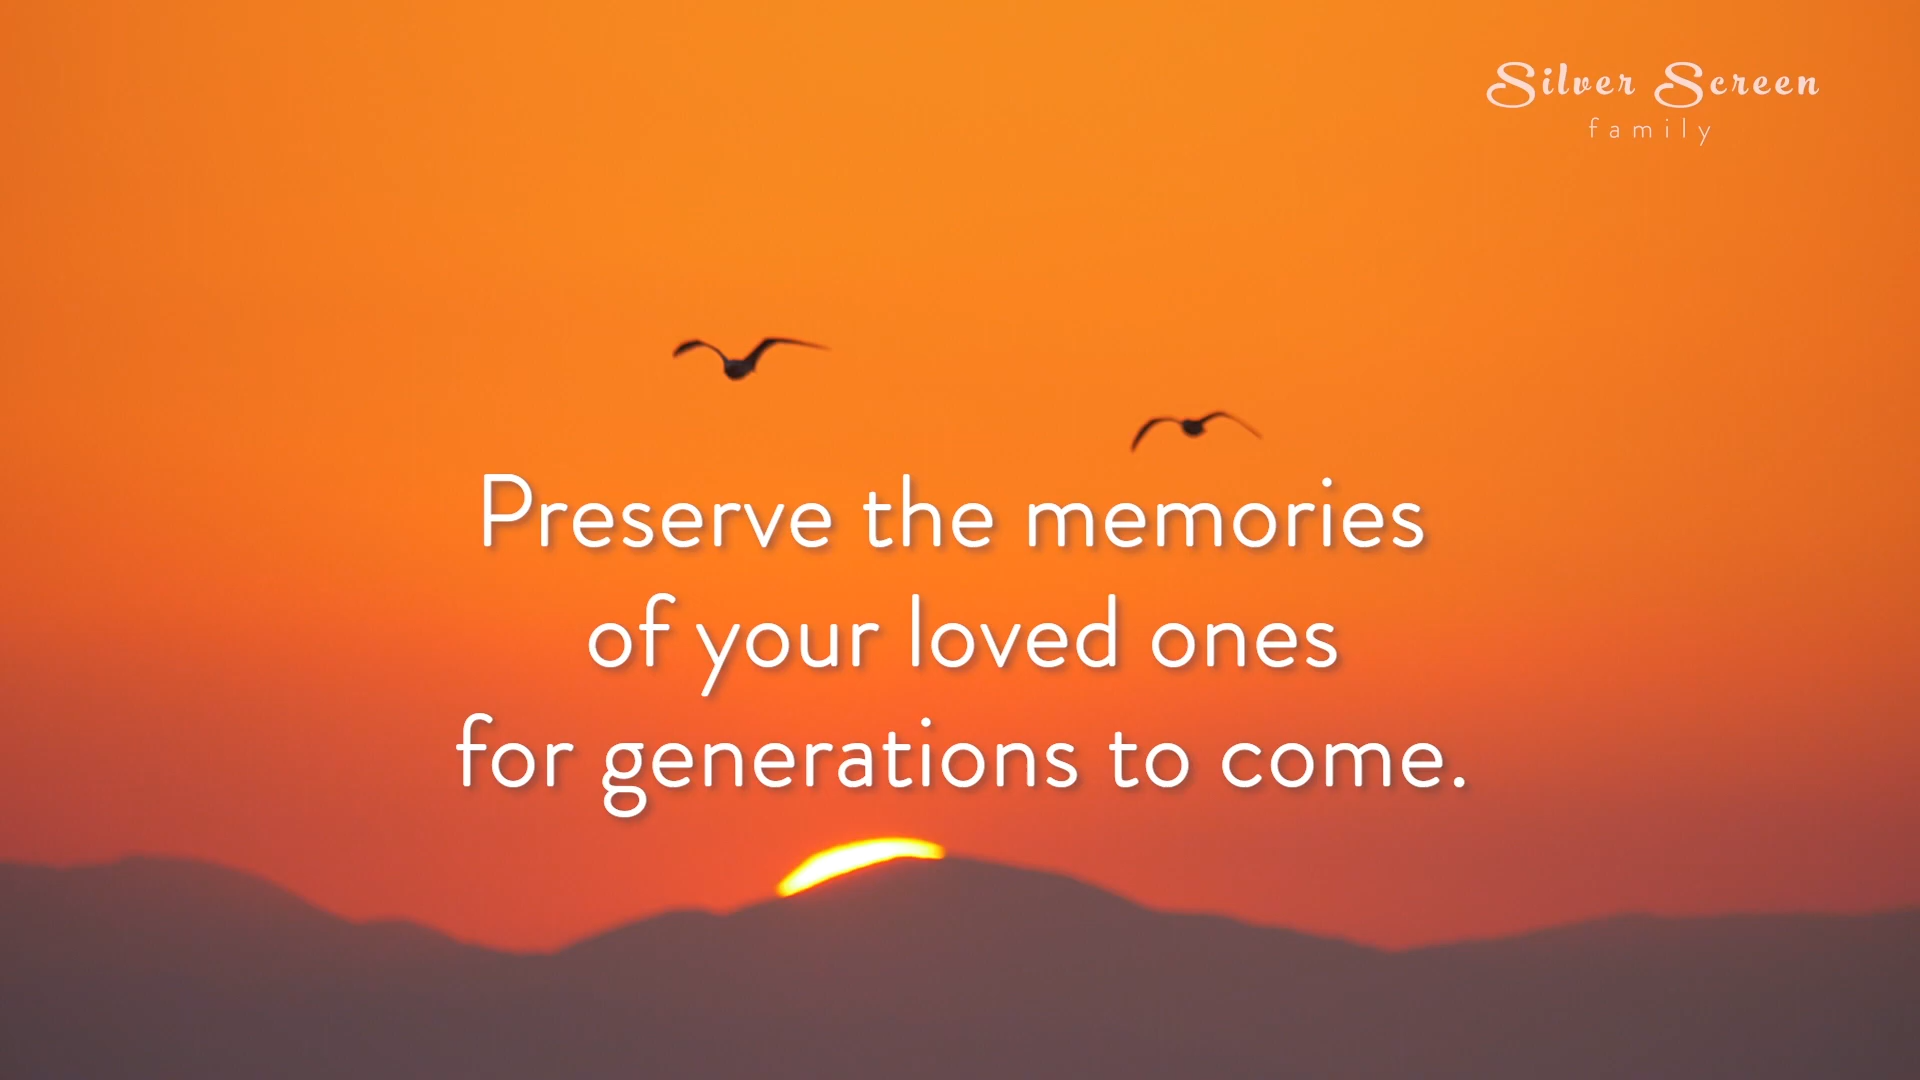 Silver Screen
family
Preserve the memories
of your loved ones
for generations to come.